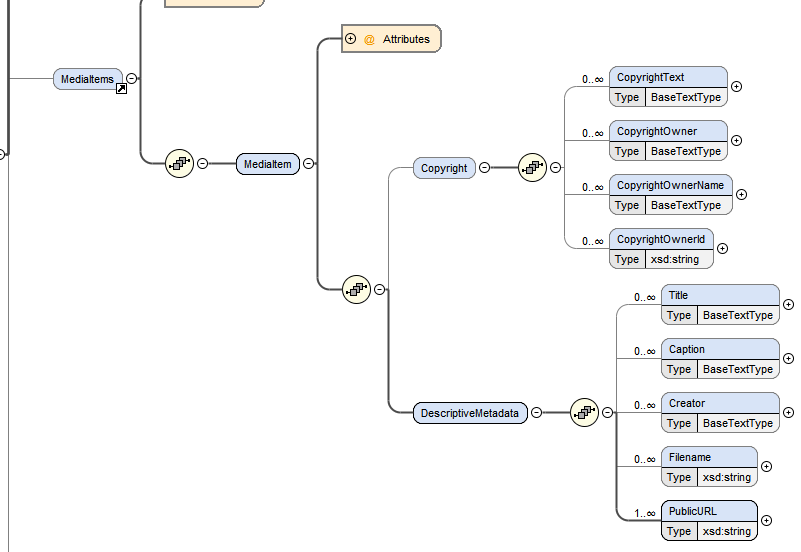 @ Attributes
MediaItems
MediaItem
Copyright
0..∞ CopyrightText
Type BaseTextType
0..∞ CopyrightOwner
Type BaseTextType
0..∞ CopyrightOwnerName
Type BaseTextType
0..∞ CopyrightOwnerId
Type xsd:string
DescriptiveMetadata
0..∞ Title
Type BaseTextType
0..∞ Caption
Type BaseTextType
0..∞ Creator
Type BaseTextType
0..∞ Filename
Type xsd:string
1..∞ PublicURL
Type xsd:string